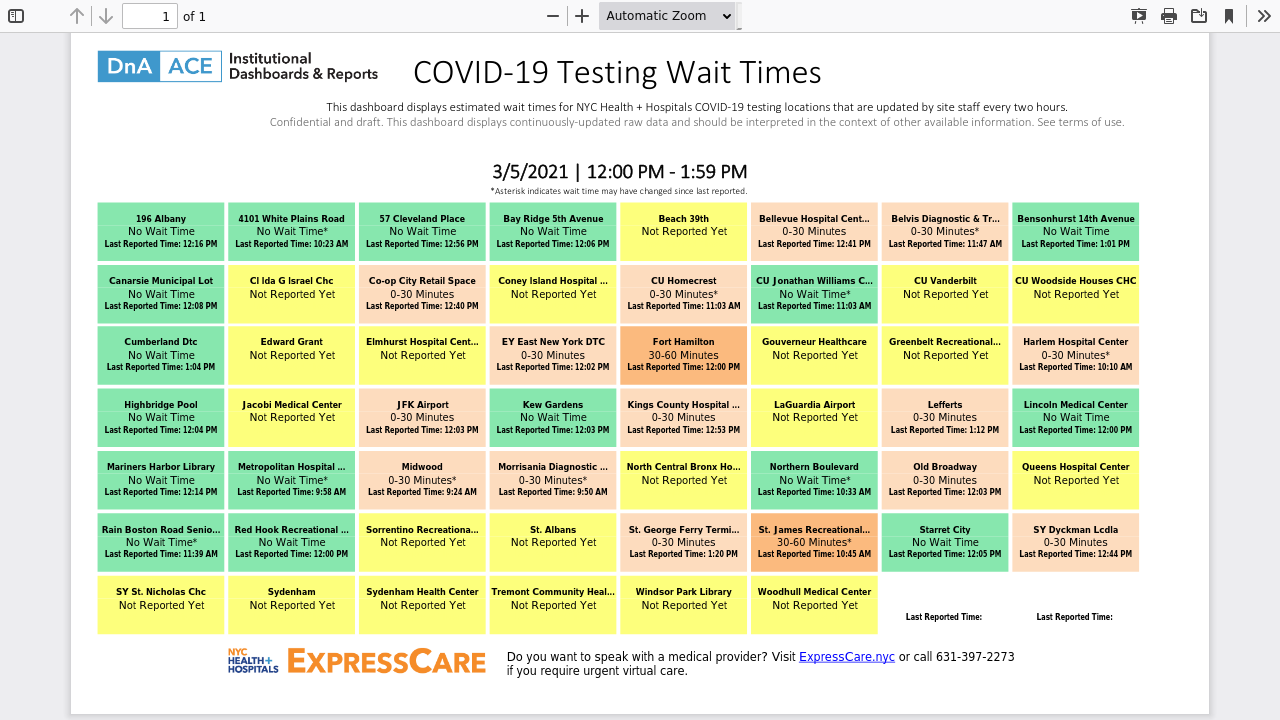 1 of 1 Automatic Zoom
DnA ACE Institutional
Dashboards & Reports
COVID-19 Testing Wait Times
This dashboard displays estimated wait times for NYC Health + Hospitals COVID-19 testing locations that are updated by site staff every two hours.
Confidential and draft. This dashboard displays continuously-updated raw data and should be interpreted in the context of other available information. See terms of use.
3/5/2021 | 12:00 PM - 1:59 PM
*Asterisk indicates wait time may have changed since last reported.
196 Albany
No Wait Time
Last Reported Time: 12:16 PM
4101 White Plains Road
No Wait Time*
Last Reported Time: 10:23 AM
57 Cleveland Place
No Wait Time
Last Reported Time: 12:56 PM
Bay Ridge 5th Avenue
No Wait Time
Last Reported Time: 12:06 PM
Beach 39th
Not Reported Yet
Bellevue Hospital Cent...
0-30 Minutes
Last Reported Time: 12:41 PM
Belvis Diagnostic & Tr...
0-30 Minutes*
Last Reported Time: 11:47 AM
Bensonhurst 14th Avenue
No Wait Time
Last Reported Time: 1:01 PM
Canarsie Municipal Lot
No Wait Time
Last Reported Time: 12:08 PM
Cl Ida G Israel Chc
Not Reported Yet
Co-op City Retail Space
0-30 Minutes
Last Reported Time: 12:40 PM
Coney Island Hospital ...
Not Reported Yet
CU Homecrest
0-30 Minutes*
Last Reported Time: 11:03 AM
CU Jonathan Williams C...
No Wait Time*
Last Reported Time: 11:03 AM
CU Vanderbilt
Not Reported Yet
CU Woodside Houses CHC
Not Reported Yet
Cumberland Dtc
No Wait Time
Last Reported Time: 1:04 PM
Edward Grant
Not Reported Yet
Elmhurst Hospital Cent...
Not Reported Yet
EY East New York DTC
0-30 Minutes
Last Reported Time: 12:02 PM
Fort Hamilton
30-60 Minutes
Last Reported Time: 12:00 PM
Gouverneur Healthcare
Not Reported Yet
Greenbelt Recreational...
Not Reported Yet
Harlem Hospital Center
0-30 Minutes*
Last Reported Time: 10:10 AM
Highbridge Pool
No Wait Time
Last Reported Time: 12:04 PM
Jacobi Medical Center
Not Reported Yet
JFK Airport
0-30 Minutes
Last Reported Time: 12:03 PM
Kew Gardens
No Wait Time
Last Reported Time: 12:03 PM
Kings County Hospital ...
0-30 Minutes
Last Reported Time: 12:53 PM
LaGuardia Airport
Not Reported Yet
Lefferts
0-30 Minutes
Last Reported Time: 1:12 PM
Lincoln Medical Center
No Wait Time
Last Reported Time: 12:00 PM
Mariners Harbor Library
No Wait Time
Last Reported Time: 12:14 PM
Metropolitan Hospital ...
No Wait Time*
Last Reported Time: 9:58 AM
Midwood
0-30 Minutes*
Last Reported Time: 9:24 AM
Morrisania Diagnostic ...
0-30 Minutes*
Last Reported Time: 9:50 AM
North Central Bronx Ho...
Not Reported Yet
Northern Boulevard
No Wait Time*
Last Reported Time: 10:33 AM
Old Broadway
0-30 Minutes
Last Reported Time: 12:03 PM
Queens Hospital Center
Not Reported Yet
Rain Boston Road Senio...
No Wait Time*
Last Reported Time: 11:39 AM
Red Hook Recreational ...
No Wait Time
Last Reported Time: 12:00 PM
Sorrentino Recreationa...
Not Reported Yet
St. Albans
Not Reported Yet
St. George Ferry Termi...
0-30 Minutes
Last Reported Time: 1:20 PM
St. James Recreational...
30-60 Minutes*
Last Reported Time: 10:45 AM
Starret City
No Wait Time
Last Reported Time: 12:05 PM
SY Dyckman Lcdla
0-30 Minutes
Last Reported Time: 12:44 PM
SY St. Nicholas Chc
Not Reported Yet
Sydenham
Not Reported Yet
Sydenham Health Center
Not Reported Yet
Tremont Community Heal...
Not Reported Yet
Windsor Park Library
Not Reported Yet
Woodhull Medical Center
Not Reported Yet
Last Reported Time:
Last Reported Time:
NYC
HEALTH+
HOSPITALS
EXPRESSCARE
Do you want to speak with a medical provider? Visit ExpressCare.nyc or call 631-397-2273
if you require urgent virtual care.